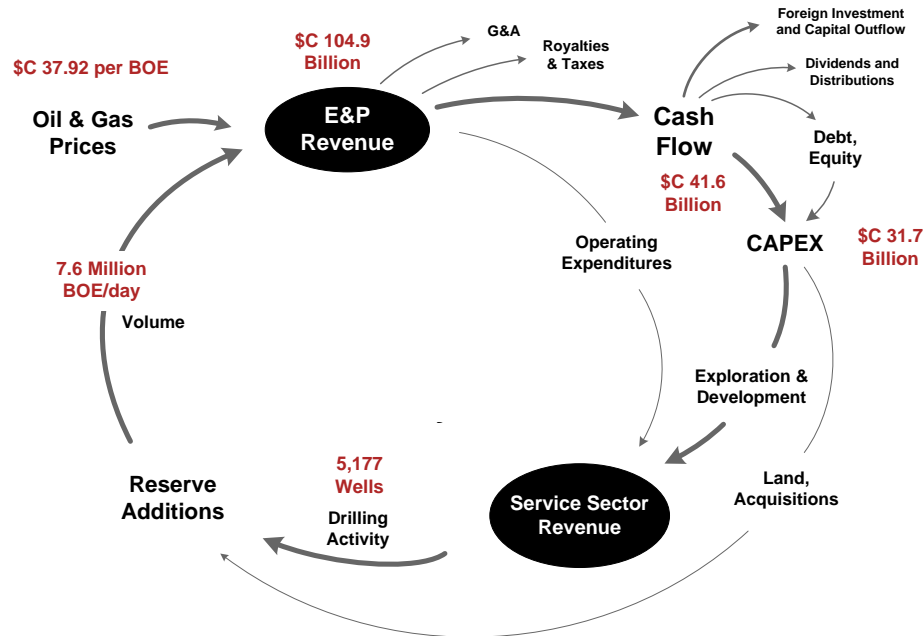 Foreign Investment
and Capital Outflow
G&A
$C 104.9
Billion
Royalties
& Taxes
$C 37.92 per BOE
Dividends and
Distributions
Oil & Gas
Prices
E&P
Revenue
Cash
Flow
Debt,
Equity
$C 41.6
Billion
CAPEX
$C 31.7
Billion
Operating
Expenditures
7.6 Million
BOE/day
Volume
Exploration &
Development
5,177
Wells
Reserve
Additions
Drilling
Activity
Service Sector
Revenue
Land,
Acquisitions